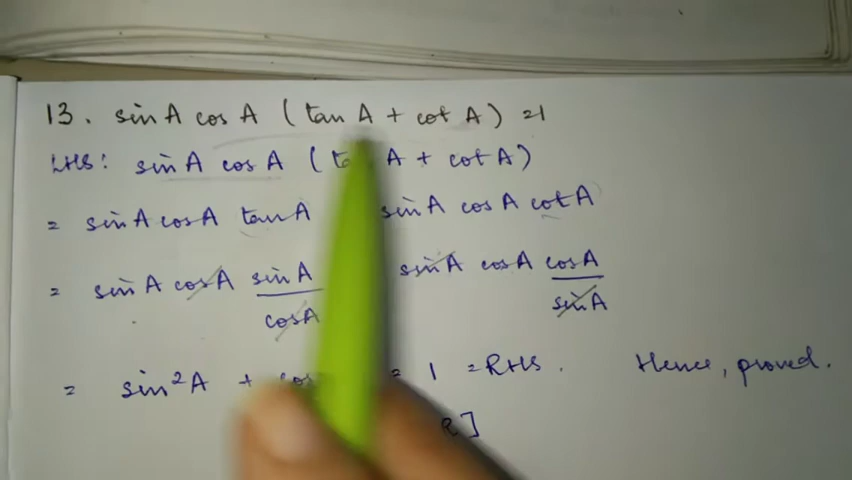 13. sin A cos A (tan A + cot A) = 1
LHS: sin A cos A ( A + cot A)
= sin A cos A tan A sin A cos A cot A
= sin A cos A sin A/cos A sin A cos A cos A/sin A
= sin²A + = 1 = RHS. Hence, proved.
]